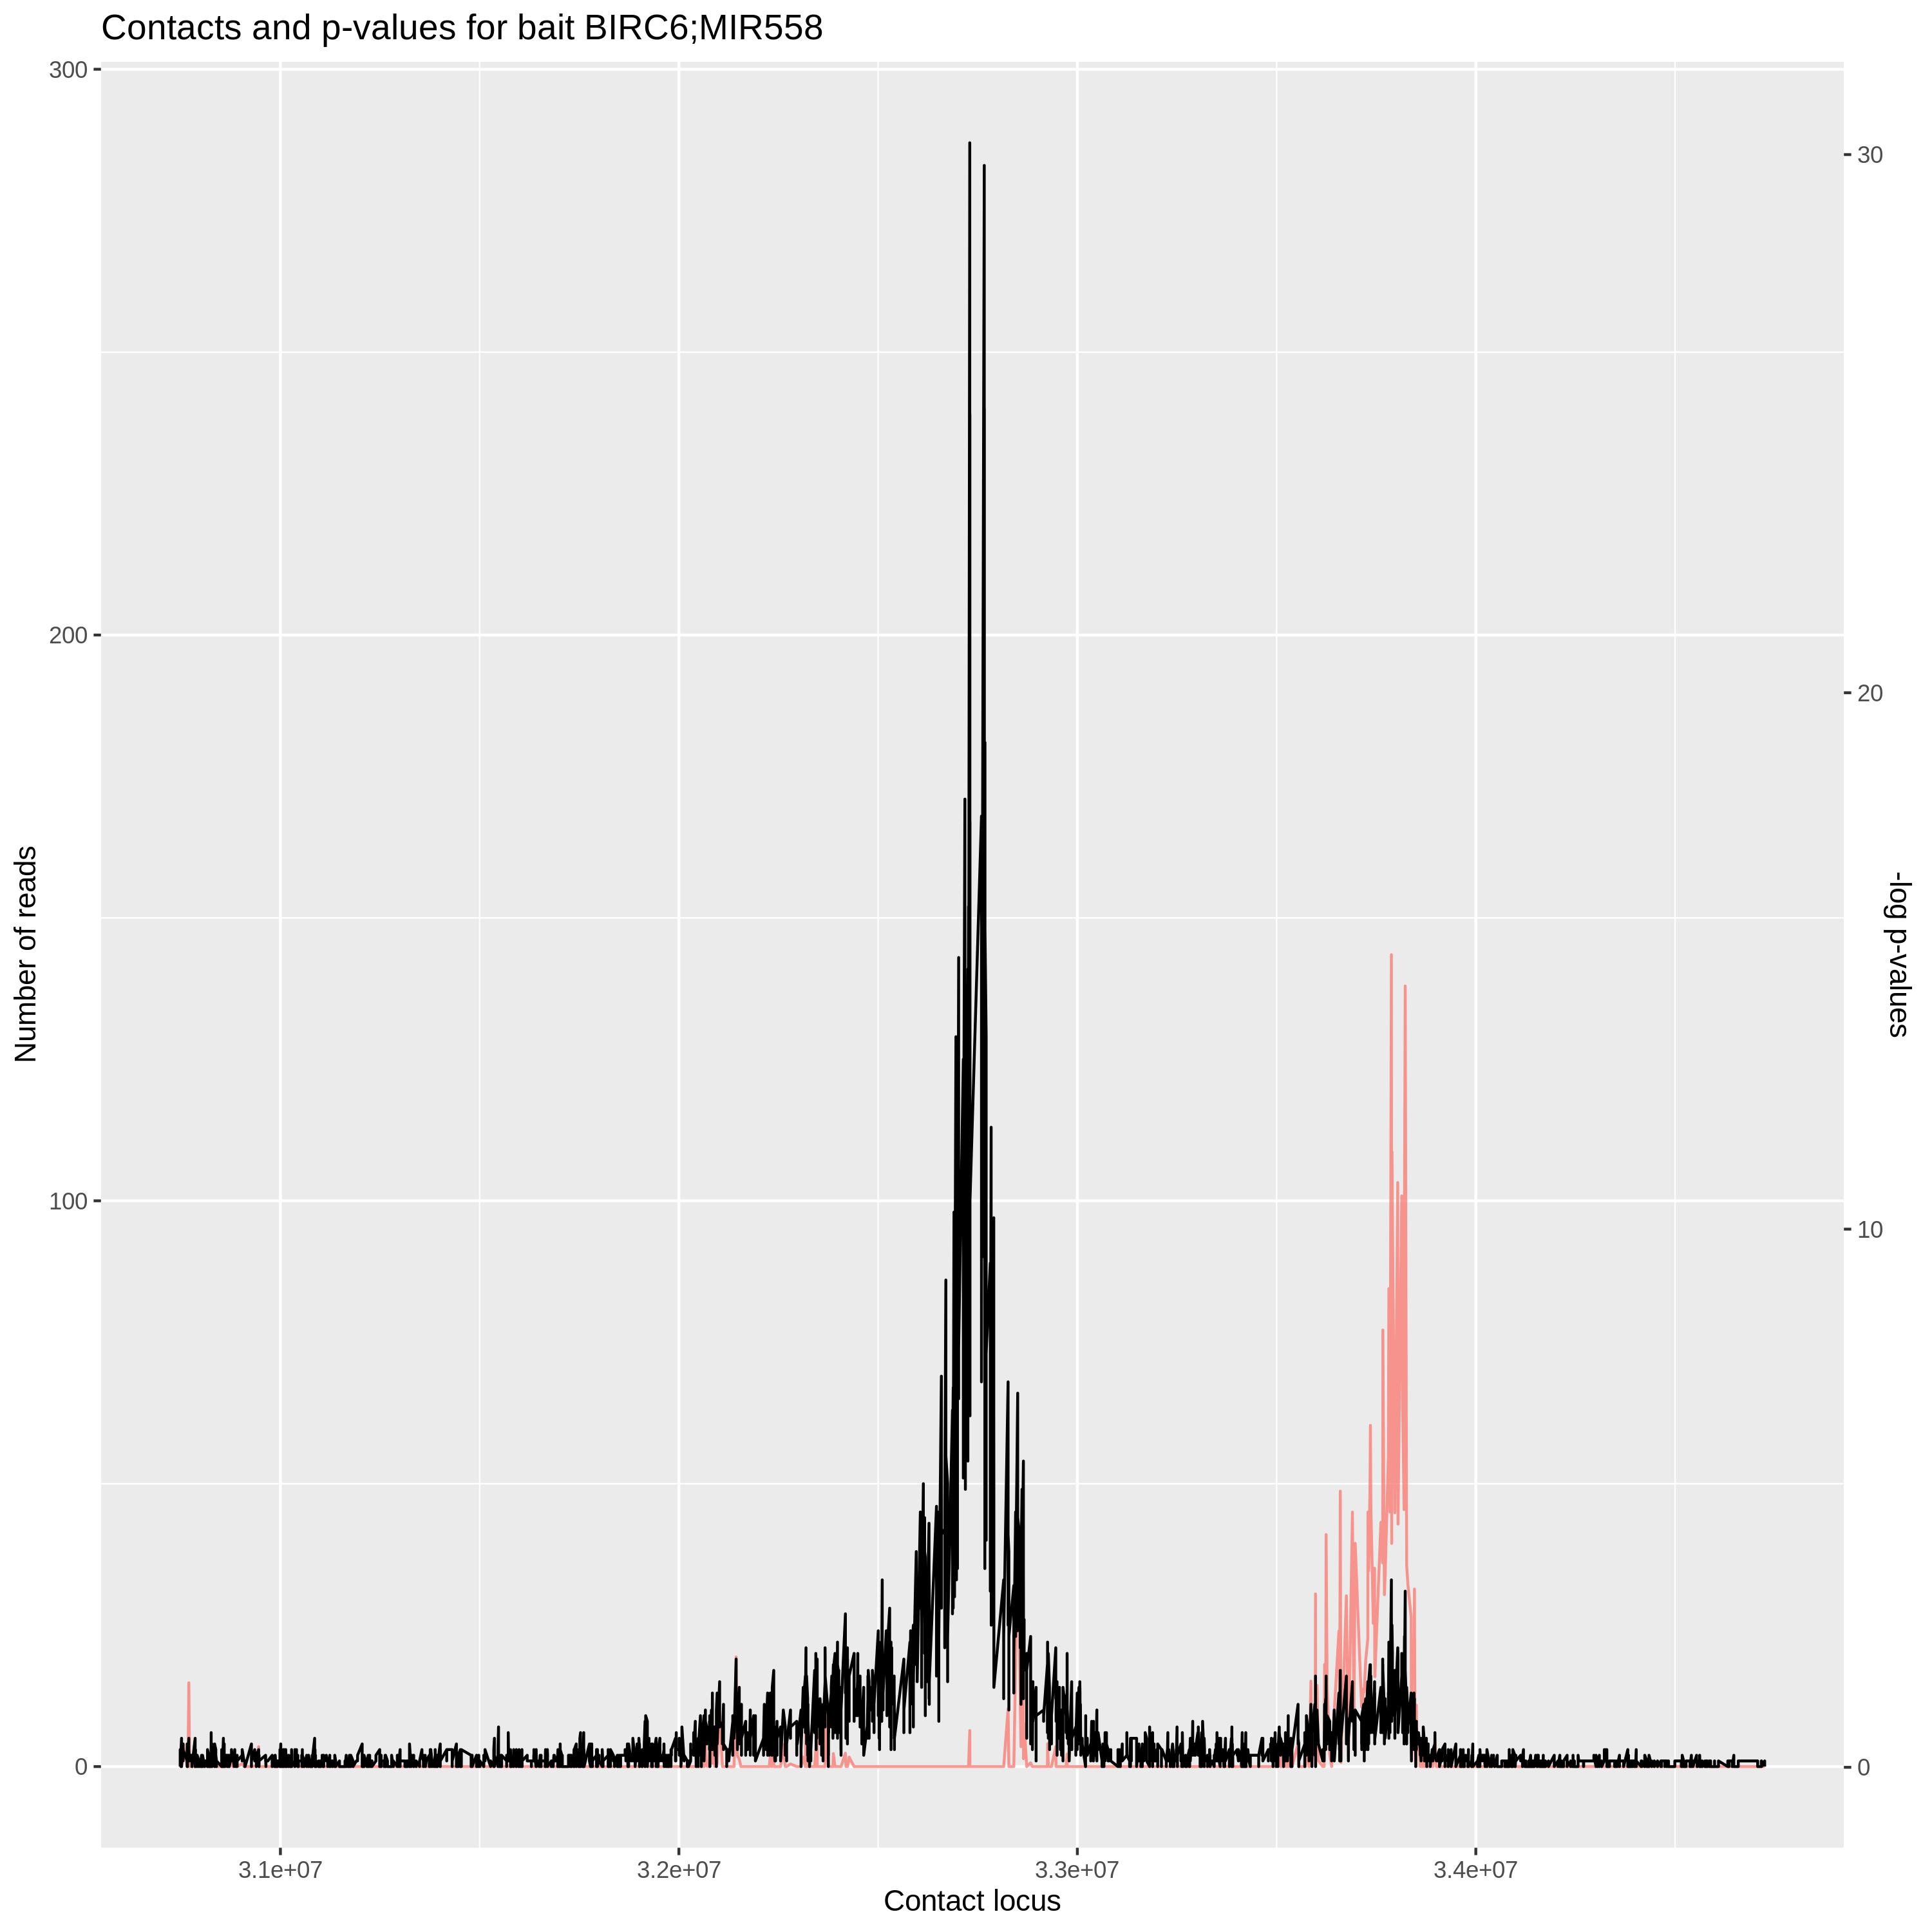 Contacts and p-values for bait BIRC6;MIR558
300
200
100
0
Number of reads
30
20
10
0
-log p-values
3.1e+07
3.2e+07
3.3e+07
3.4e+07
Contact locus